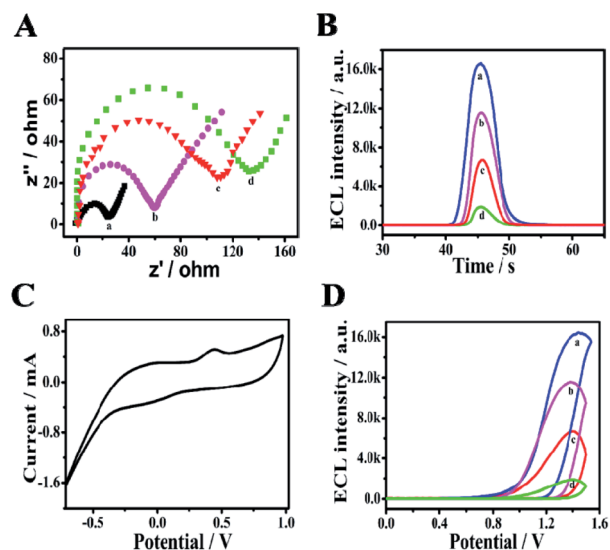 A
z'' / ohm
80
60
40
20
0
a
b
c
d
0
40
80
120
160
z' / ohm
B
ECL intensity / a.u.
16.0k
12.0k
8.0k
4.0k
0.0
a
b
c
d
30
40
50
60
Time / s
C
Current / mA
0.8
0.0
-0.8
-1.6
-0.5
0.0
0.5
1.0
Potential / V
D
ECL intensity / a.u.
16.0k
12.0k
8.0k
4.0k
0
a
b
c
d
0.0
0.4
0.8
1.2
1.6
Potential / V